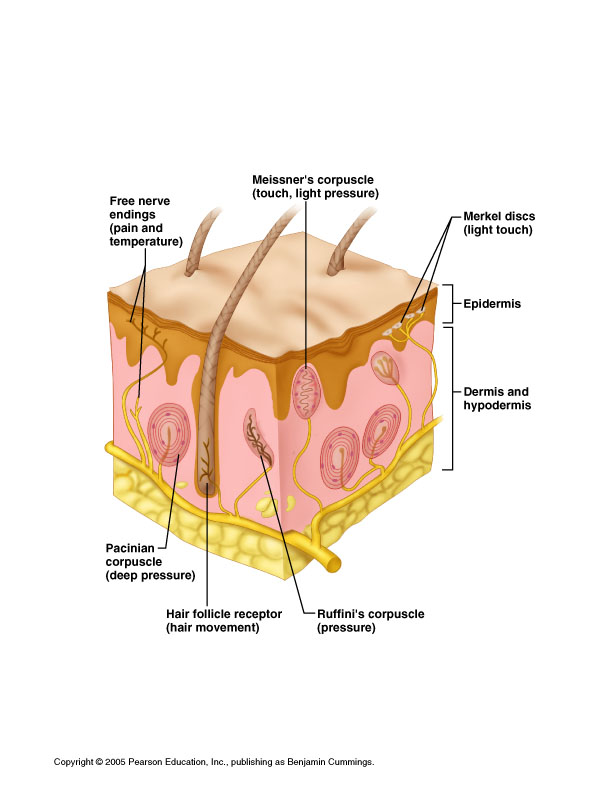 Meissner's corpuscle
(touch, light pressure)
Free nerve
endings
(pain and
temperature)
Merkel discs
(light touch)
Epidermis
Dermis and
hypodermis
Pacinian
corpuscle
(deep pressure)
Hair follicle receptor
(hair movement)
Ruffini's corpuscle
(pressure)
Copyright © 2005 Pearson Education, Inc., publishing as Benjamin Cummings.